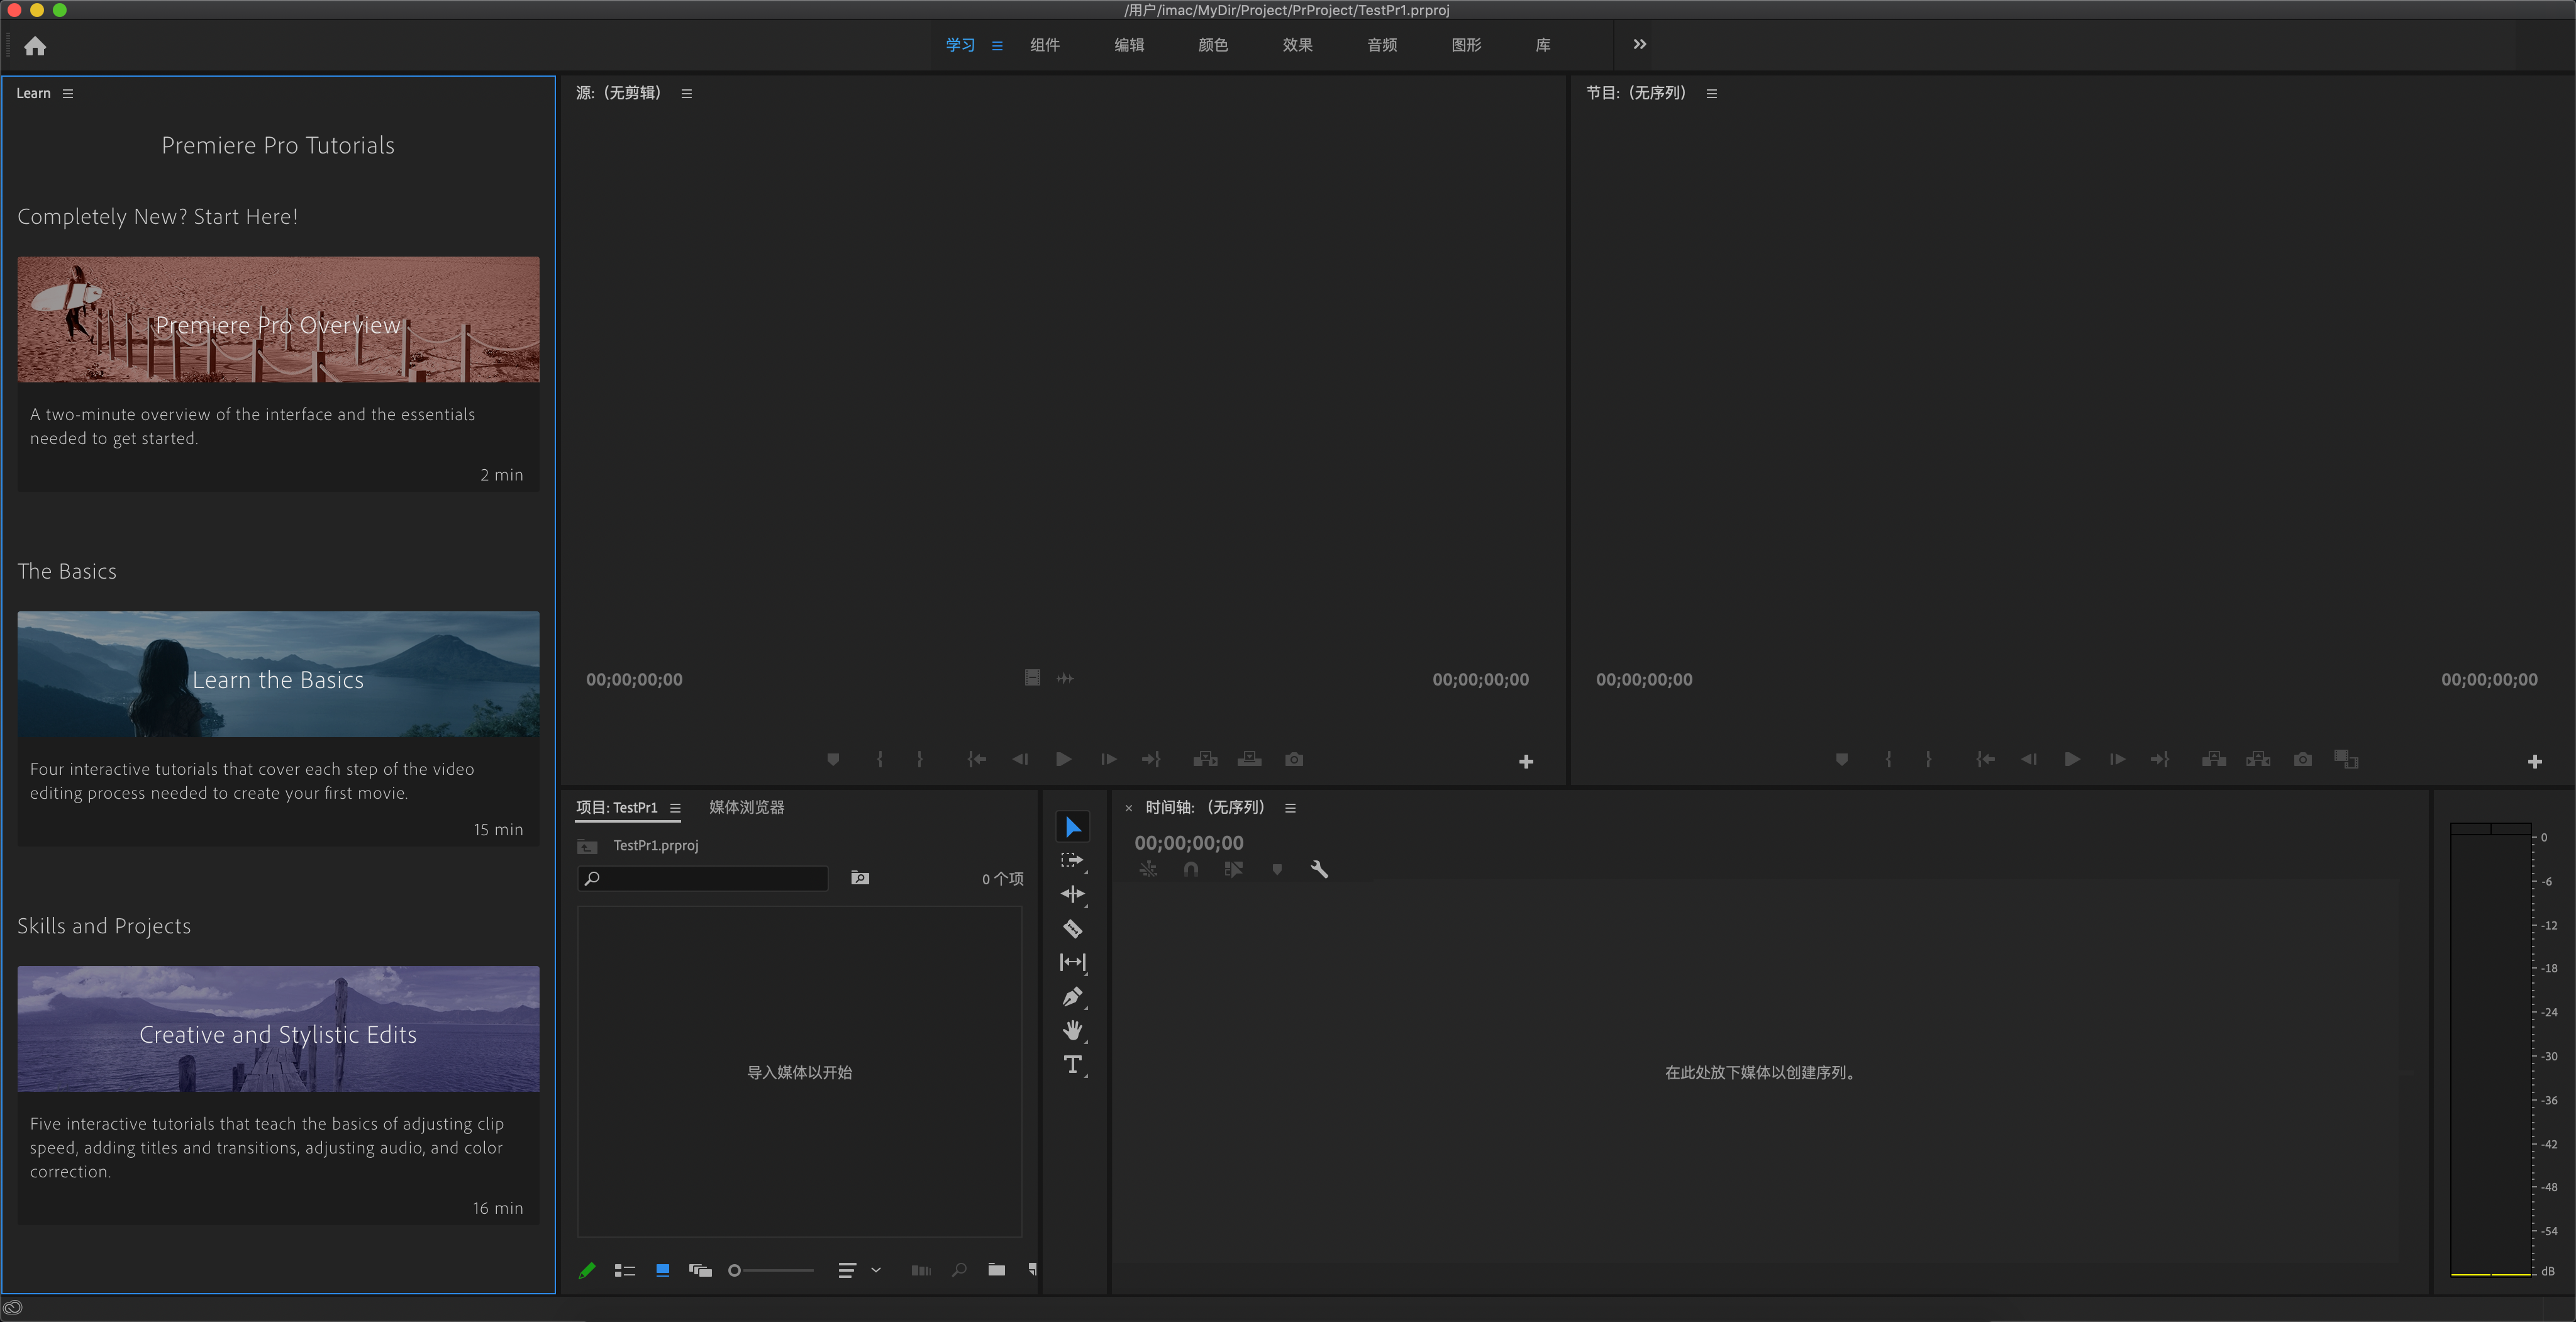 /用户/imac/MyDir/Project/PrProject/TestPr1.prproj
学习 组件 编辑 颜色 效果 音频 图形 库
Learn
Premiere Pro Tutorials
Completely New? Start Here!
Premiere Pro Overview
A two-minute overview of the interface and the essentials
needed to get started.
2 min
The Basics
Learn the Basics
Four interactive tutorials that cover each step of the video
editing process needed to create your first movie.
15 min
Skills and Projects
Creative and Stylistic Edits
Five interactive tutorials that teach the basics of adjusting clip
speed, adding titles and transitions, adjusting audio, and color
correction.
16 min
源:（无剪辑）
00;00;00;00 00;00;00;00
节目:（无序列）
00;00;00;00 00;00;00;00
项目: TestPr1 媒体浏览器
TestPr1.prproj
0 个项
导入媒体以开始
× 时间轴:（无序列）
00;00;00;00
在此处放下媒体以创建序列。
0
-6
-12
-18
-24
-30
-36
-42
-48
-54
dB